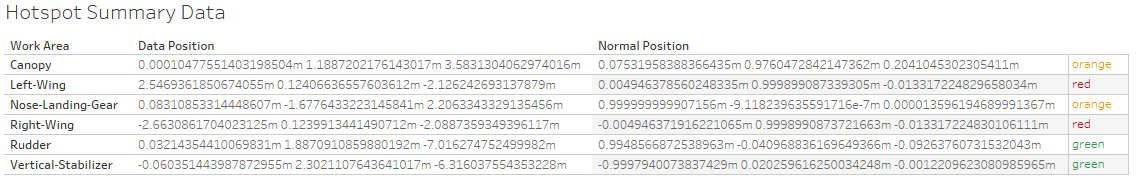 Hotspot Summary Data
Work Area Data Position Normal Position
Canopy 0.00010477551403198504m 1.1887202176143017m 3.5831304062974016m 0.07531958388366435m 0.9760472842147362m 0.2041045302305411m orange
Left-Wing 2.5469361850674055m 0.12406636557603612m -2.126242693137879m 0.004946378560248335m 0.999899087339305m -0.013317224829658034m red
Nose-Landing-Gear 0.08310853314448607m -1.6776433223145841m 2.2063343329135456m 0.999999999907156m -9.118239635591716e-7m 0.000013596194689991367m orange
Right-Wing -2.6630861704023125m 0.1239913441490712m -2.0887359349396117m -0.004946371916221065m 0.9998990873721663m -0.013317224830106111m red
Rudder 0.03214354410069831m 1.8870910859880192m -7.016274752499982m 0.9948566872538963m -0.040968836169649366m -0.09263760731532043m green
Vertical-Stabilizer -0.060351443987872955m 2.3021107643641017m -6.316037554353228m -0.9997940073837429m 0.020259616250034248m -0.0012209623080985965m green